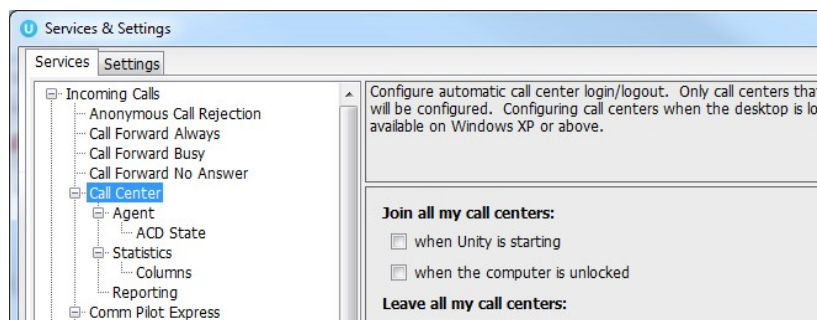 Services & Settings
Services
Settings
Incoming Calls
Anonymous Call Rejection
Call Forward Always
Call Forward Busy
Call Forward No Answer
Call Center
Agent
ACD State
Statistics
Columns
Reporting
Comm Pilot Express
Configure automatic call center login/logout. Only call centers
will be configured. Configuring call centers when the desktop is
available on Windows XP or above.
Join all my call centers:
when Unity is starting
when the computer is unlocked
Leave all my call centers: